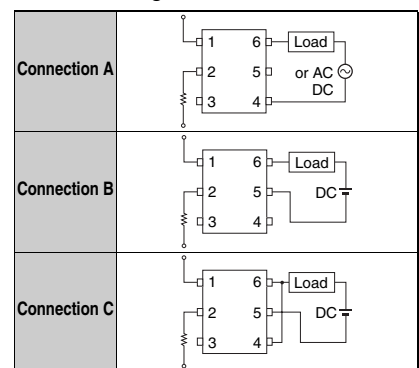 Connection A
1 6 Load
2 5 or AC
DC
3 4
Connection B
1 6 Load
2 5 DC
3 4
Connection C
1 6 Load
2 5 DC
3 4